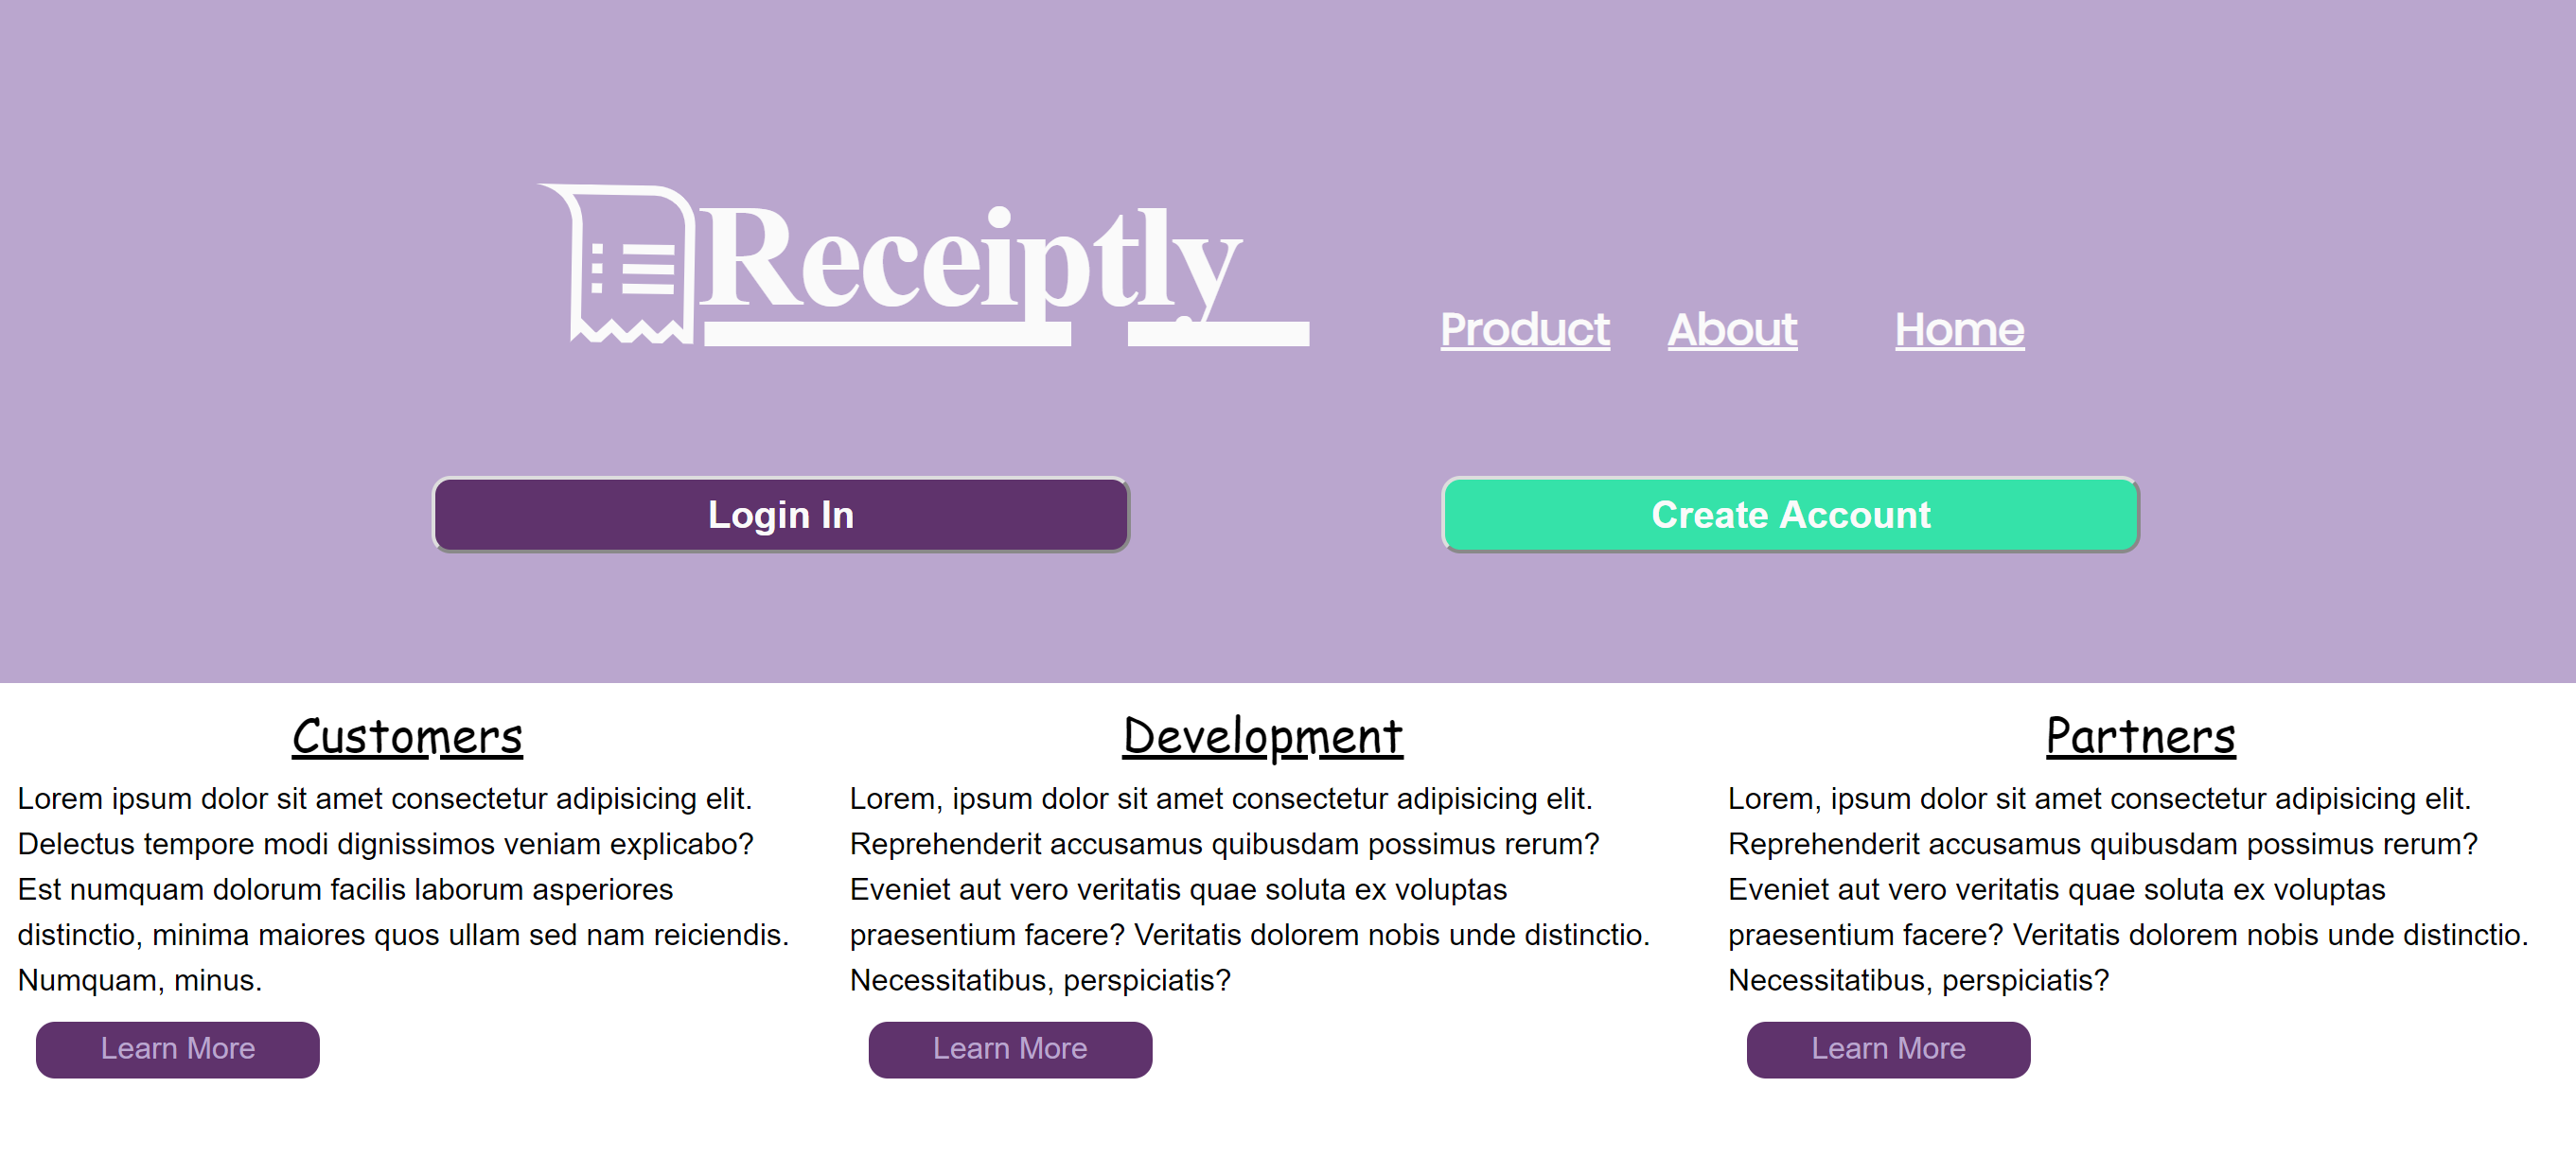 Receiptly
Product About Home
Login In
Create Account
Customers
Lorem ipsum dolor sit amet consectetur adipisicing elit.
Delectus tempore modi dignissimos veniam explicabo?
Est numquam dolorum facilis laborum asperiores
distinctio, minima maiores quos ullam sed nam reiciendis.
Numquam, minus.
Learn More
Development
Lorem, ipsum dolor sit amet consectetur adipisicing elit.
Reprehenderit accusamus quibusdam possimus rerum?
Eveniet aut vero veritatis quae soluta ex voluptas
praesentium facere? Veritatis dolorem nobis unde distinctio.
Necessitatibus, perspiciatis?
Learn More
Partners
Lorem, ipsum dolor sit amet consectetur adipisicing elit.
Reprehenderit accusamus quibusdam possimus rerum?
Eveniet aut vero veritatis quae soluta ex voluptas
praesentium facere? Veritatis dolorem nobis unde distinctio.
Necessitatibus, perspiciatis?
Learn More